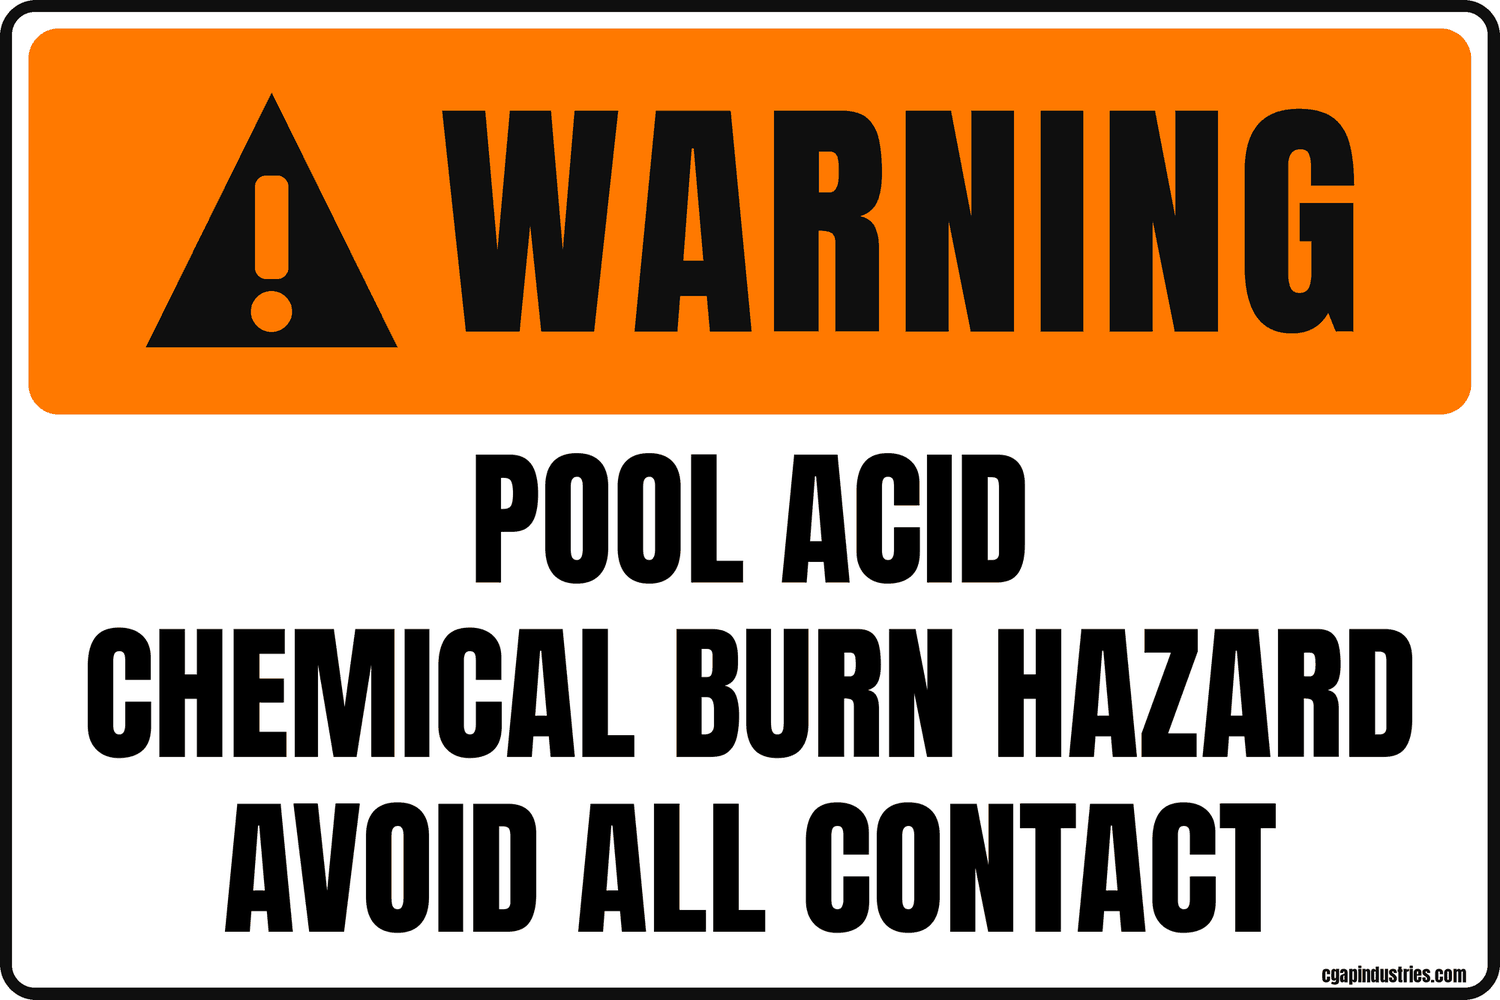 WARNING
POOL ACID
CHEMICAL BURN HAZARD
AVOID ALL CONTACT
cgapindustries.com